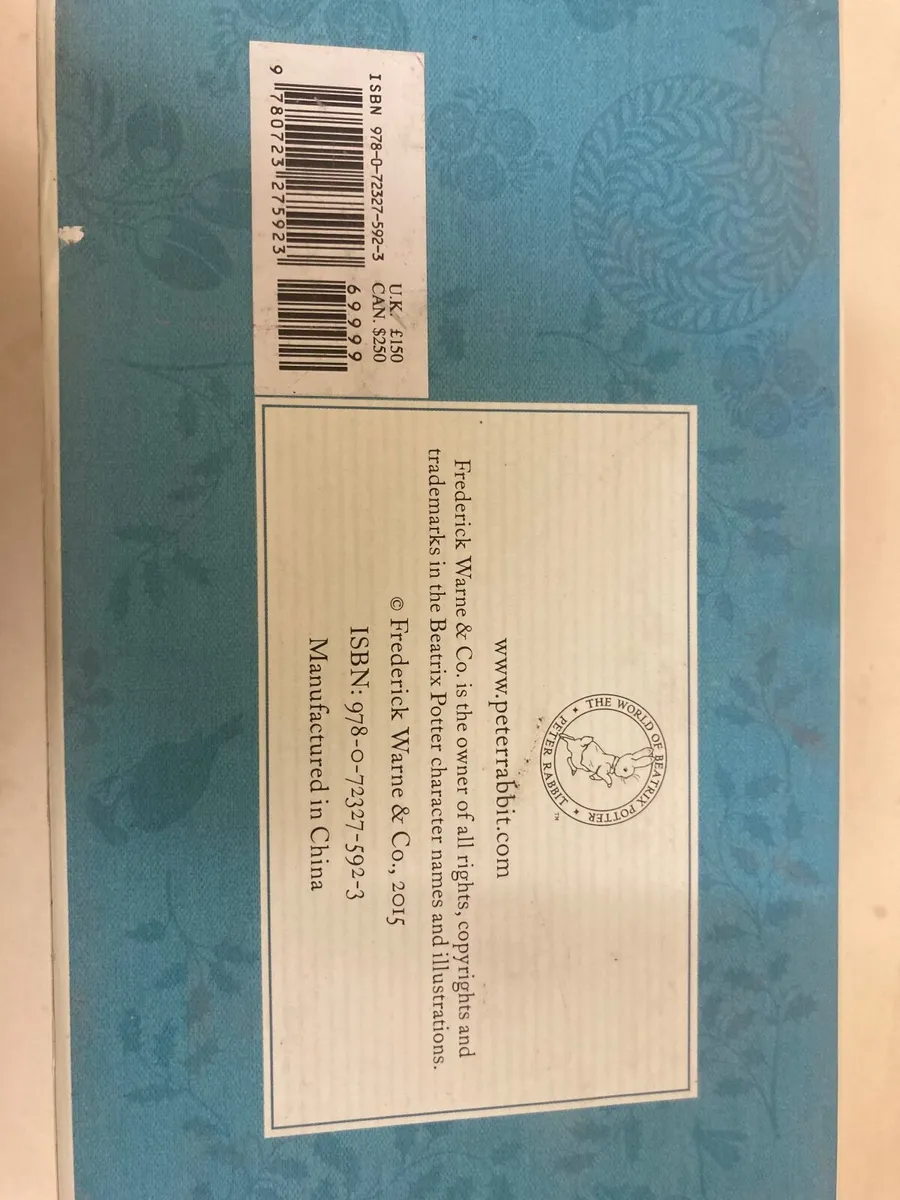 ISBN 978-0-72327-592-3
9 780723 275923
U.K. £150
CAN. $250
69999
THE WORLD OF BEATRIX POTTER
PETER RABBIT ™
www.peterrabbit.com
Frederick Warne & Co. is the owner of all rights, copyrights and
trademarks in the Beatrix Potter character names and illustrations.
© Frederick Warne & Co., 2015
ISBN: 978-0-72327-592-3
Manufactured in China